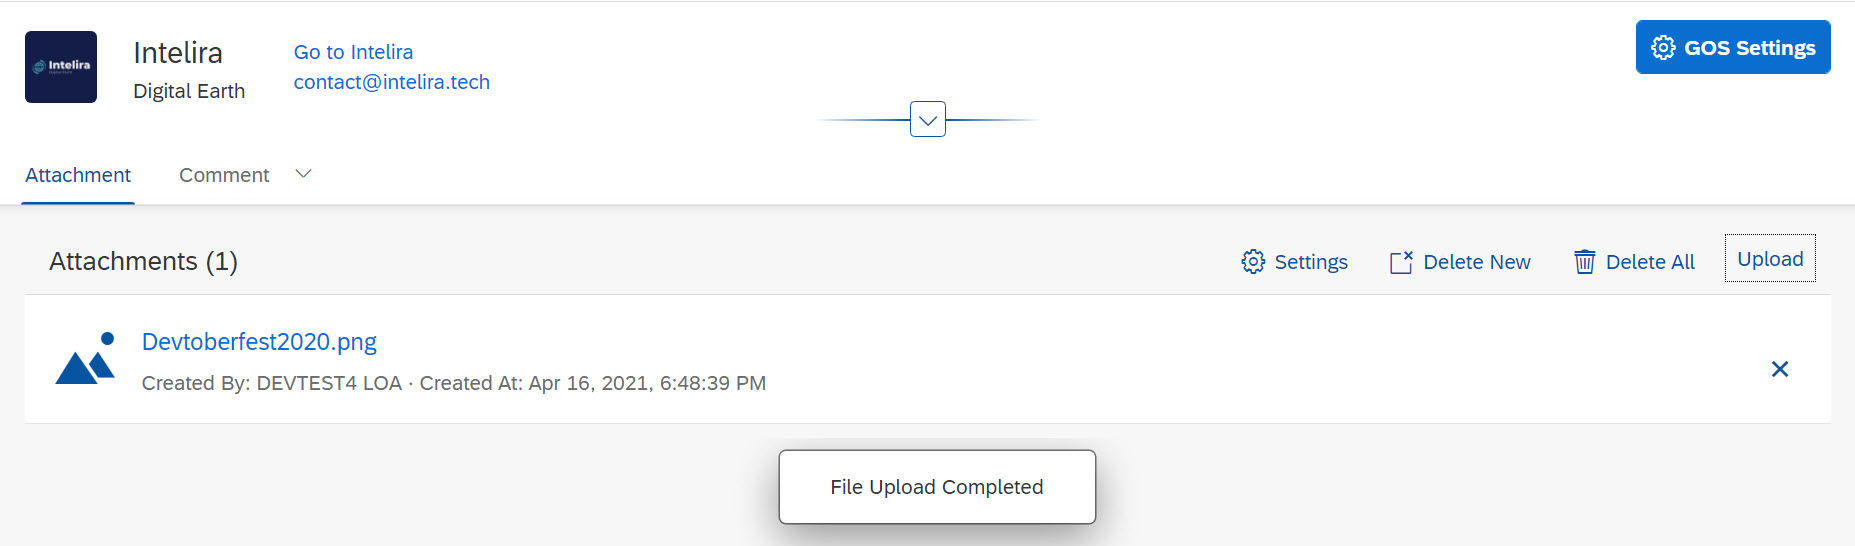 Intelira
Intelira
Digital Earth
Go to Intelira
contact@intelira.tech
GOS Settings
Attachment
Comment
Attachments (1)
Settings
Delete New
Delete All
Upload
Devtoberfest2020.png
Created By: DEVTEST4 LOA · Created At: Apr 16, 2021, 6:48:39 PM
File Upload Completed